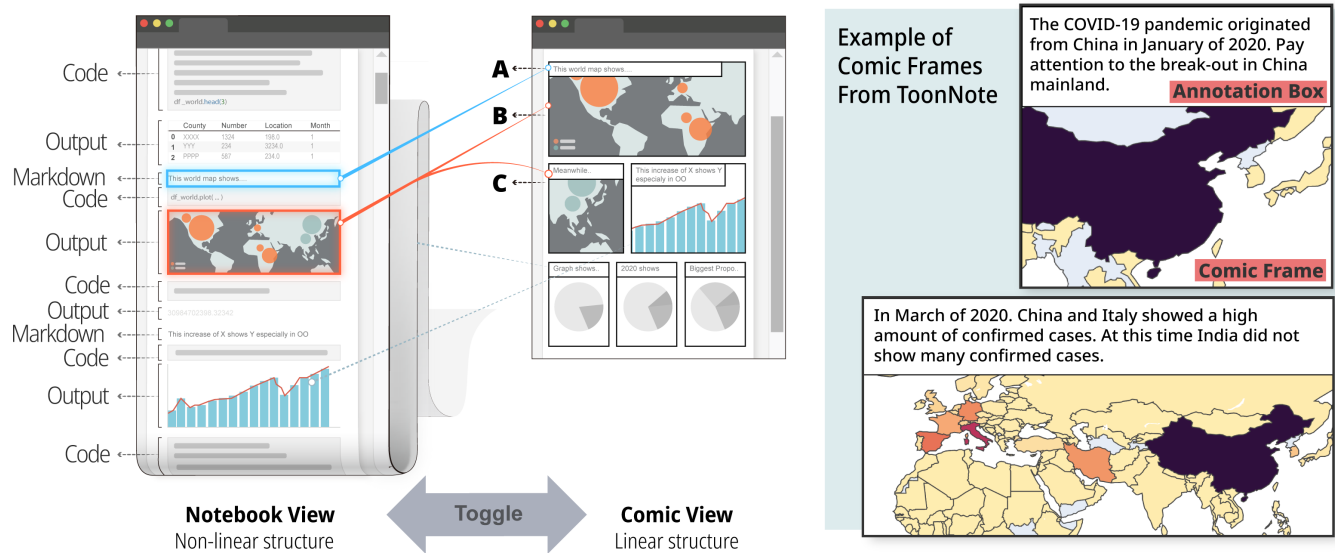 Code
df _world.head(3)
Output
County Number Location Month
0 XXXX 1324 198.0 1
1 YYY 234 3234.0 1
2 PPPP 567 234.0 1
Markdown
This world map shows....
Code
df_world.plot( ... )
Output
Code
Output
30984702398.32342
Markdown
This increase of X shows Y especially in OO
Code
Output
Code
Notebook View
Non-linear structure
Toggle
A
This world map shows....
B
C
Meanwhile..
This increase of X shows Y
especialy in OO
Graph shows..
2020 shows
Biggest Propo..
Comic View
Linear structure
Example of
Comic Frames
From ToonNote
The COVID-19 pandemic originated
from China in January of 2020. Pay
attention to the break-out in China
mainland.
Annotation Box
Comic Frame
In March of 2020. China and Italy showed a high
amount of confirmed cases. At this time India did not
show many confirmed cases.